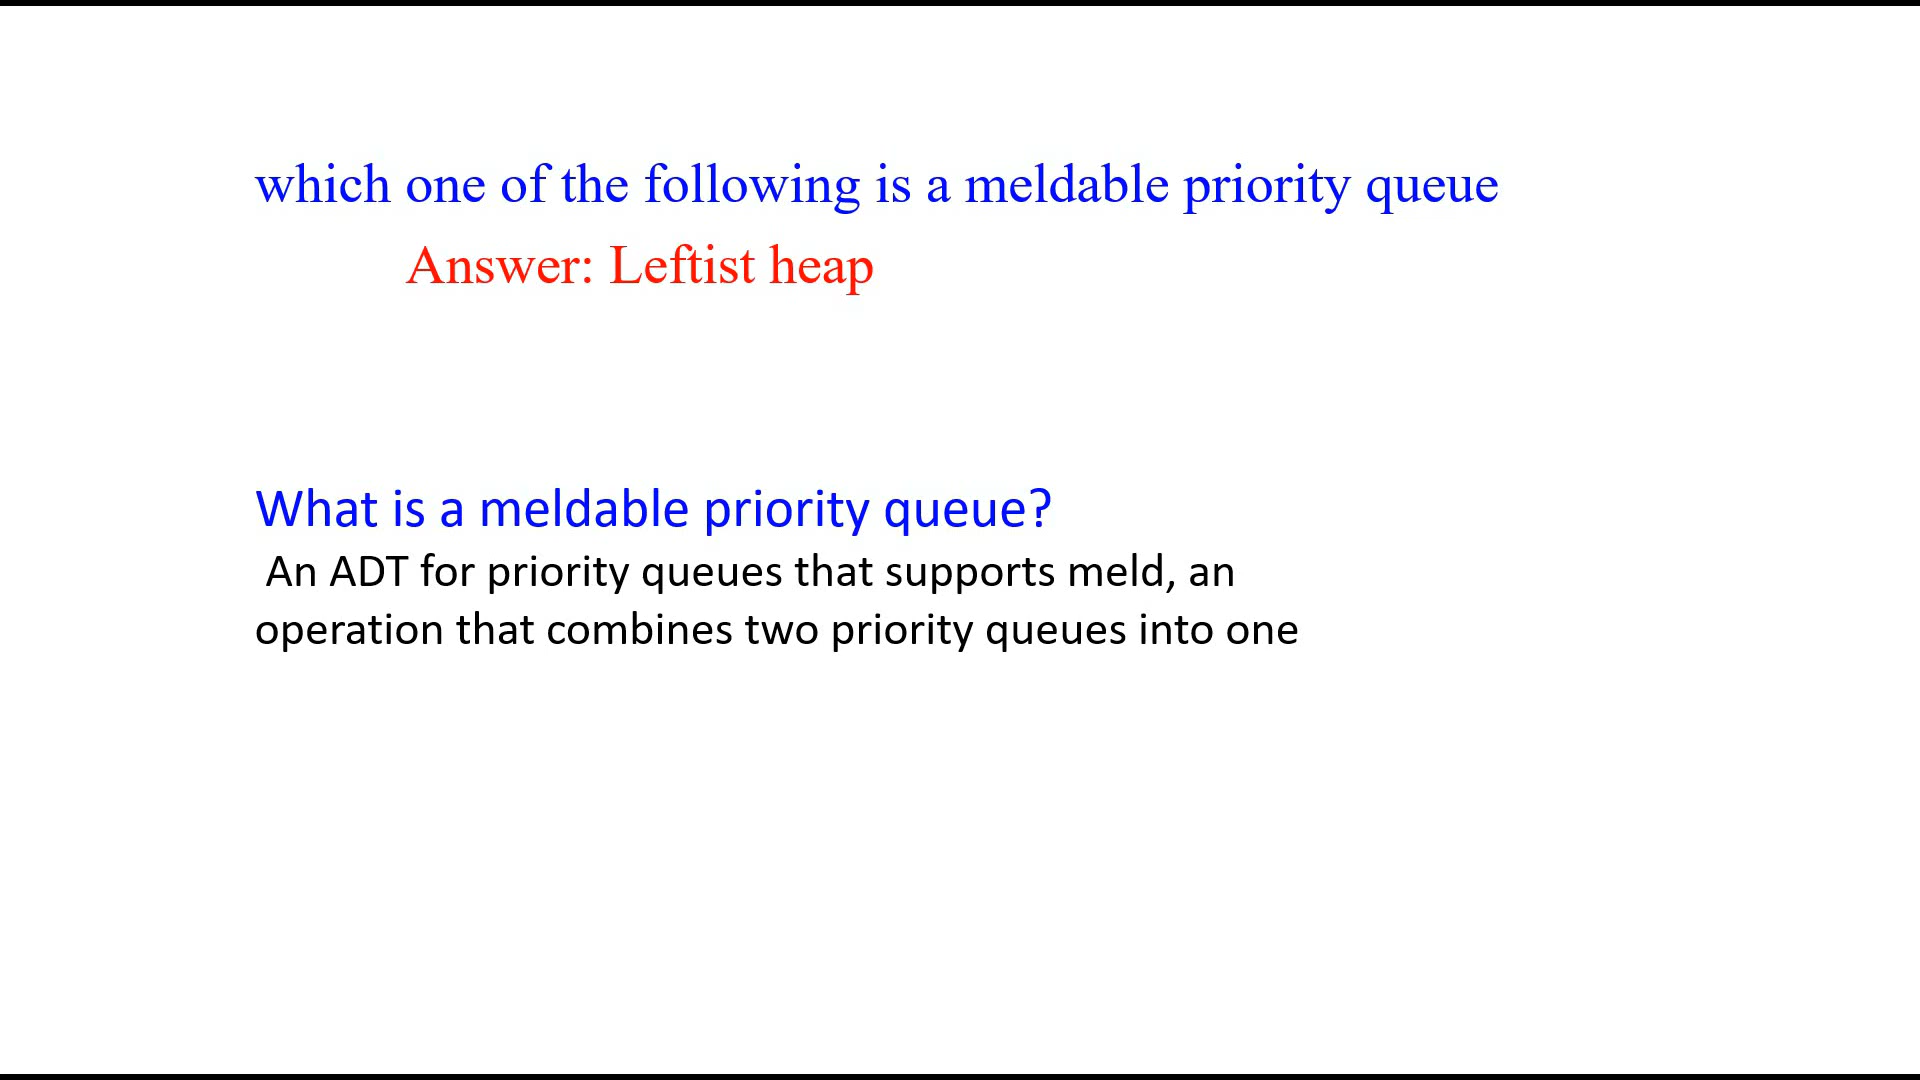 which one of the following is a meldable priority queue
Answer: Leftist heap
What is a meldable priority queue?
An ADT for priority queues that supports meld, an
operation that combines two priority queues into one